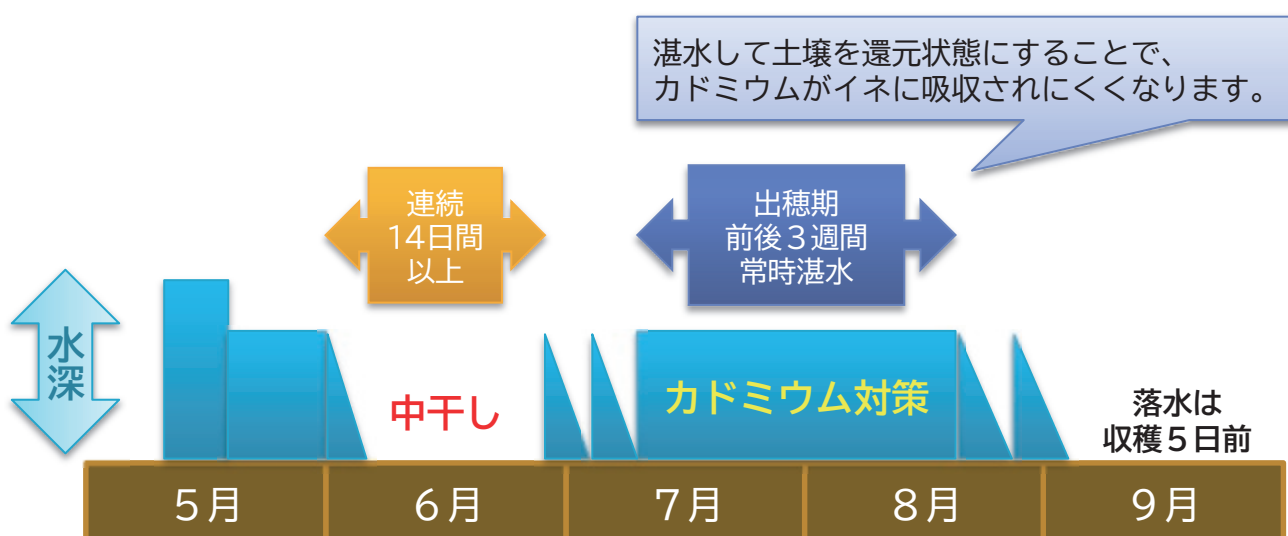 湛水して土壌を還元状態にすることで、
カドミウムがイネに吸収されにくくなります。
連続
14日間
以上
出穂期
前後３週間
常時湛水
水深
中干し
カドミウム対策
落水は
収穫５日前
５月
６月
７月
８月
９月